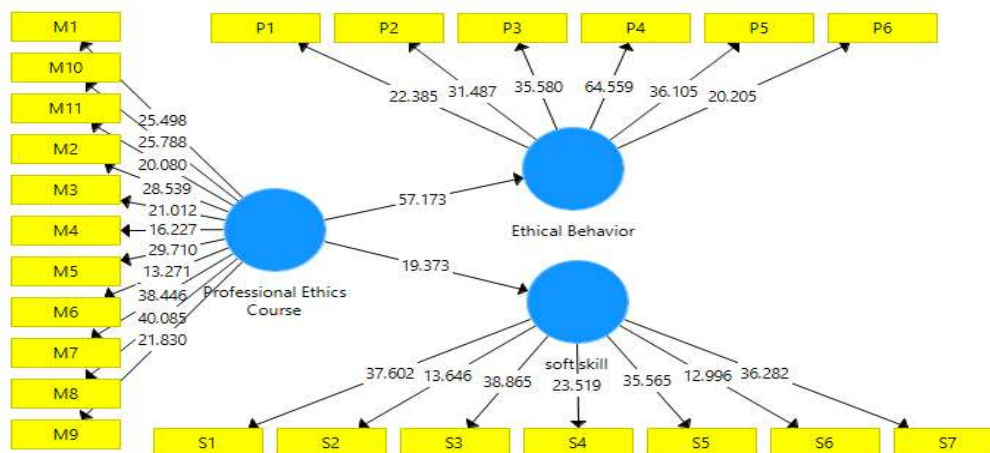 M1
M10
M11
M2
M3
M4
M5
M6
M7
M8
M9
25.498
25.788
20.080
28.539
21.012
16.227
29.710
13.271
38.446
40.085
21.830
Professional Ethics
Course
P1 P2 P3 P4 P5 P6
22.385 31.487 35.580 64.559 36.105 20.205
57.173
Ethical Behavior
19.373
soft skill
37.602 13.646 38.865 23.519 35.565 12.996 36.282
S1 S2 S3 S4 S5 S6 S7